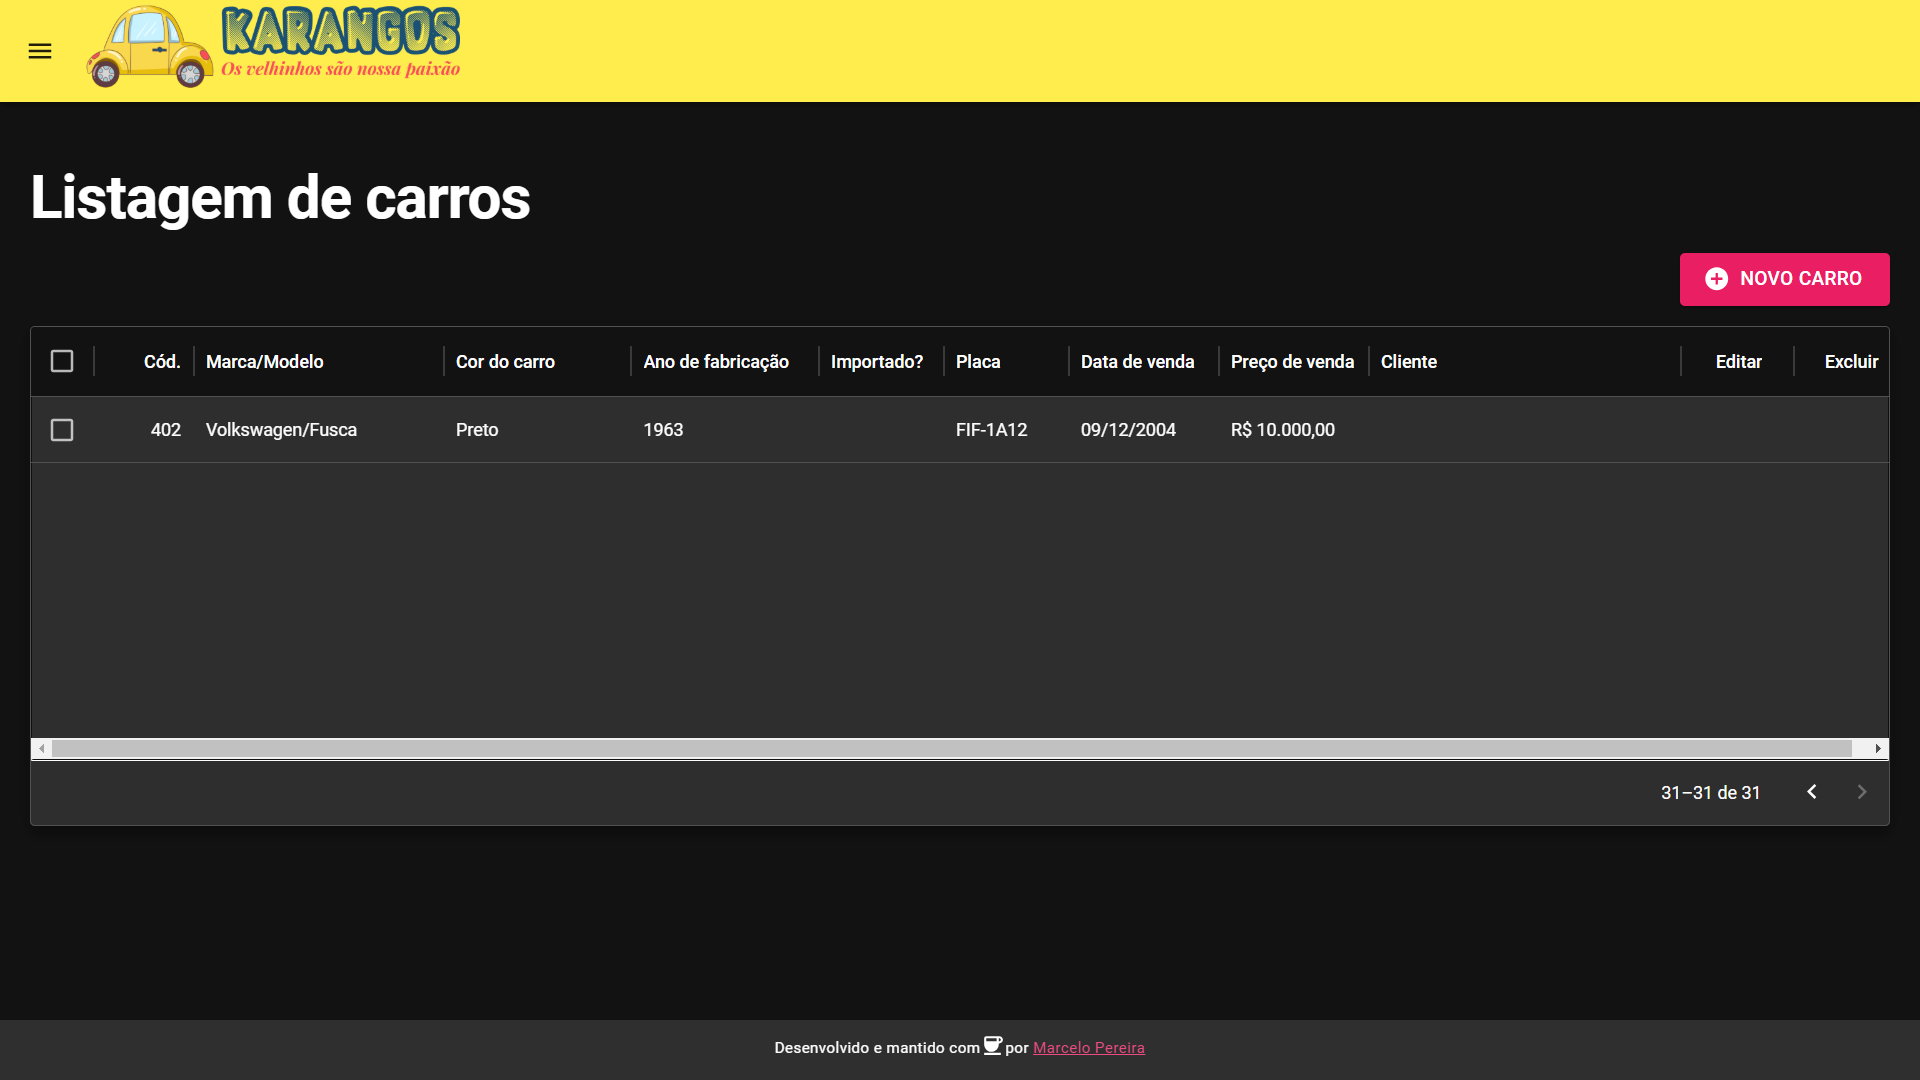 KARANGOS
Os velhinhos são nossa paixão
Listagem de carros
NOVO CARRO
Cód. Marca/Modelo Cor do carro Ano de fabricação Importado? Placa Data de venda Preço de venda Cliente Editar Excluir
402 Volkswagen/Fusca Preto 1963 FIF-1A12 09/12/2004 R$ 10.000,00
31–31 de 31
Desenvolvido e mantido com por Marcelo Pereira